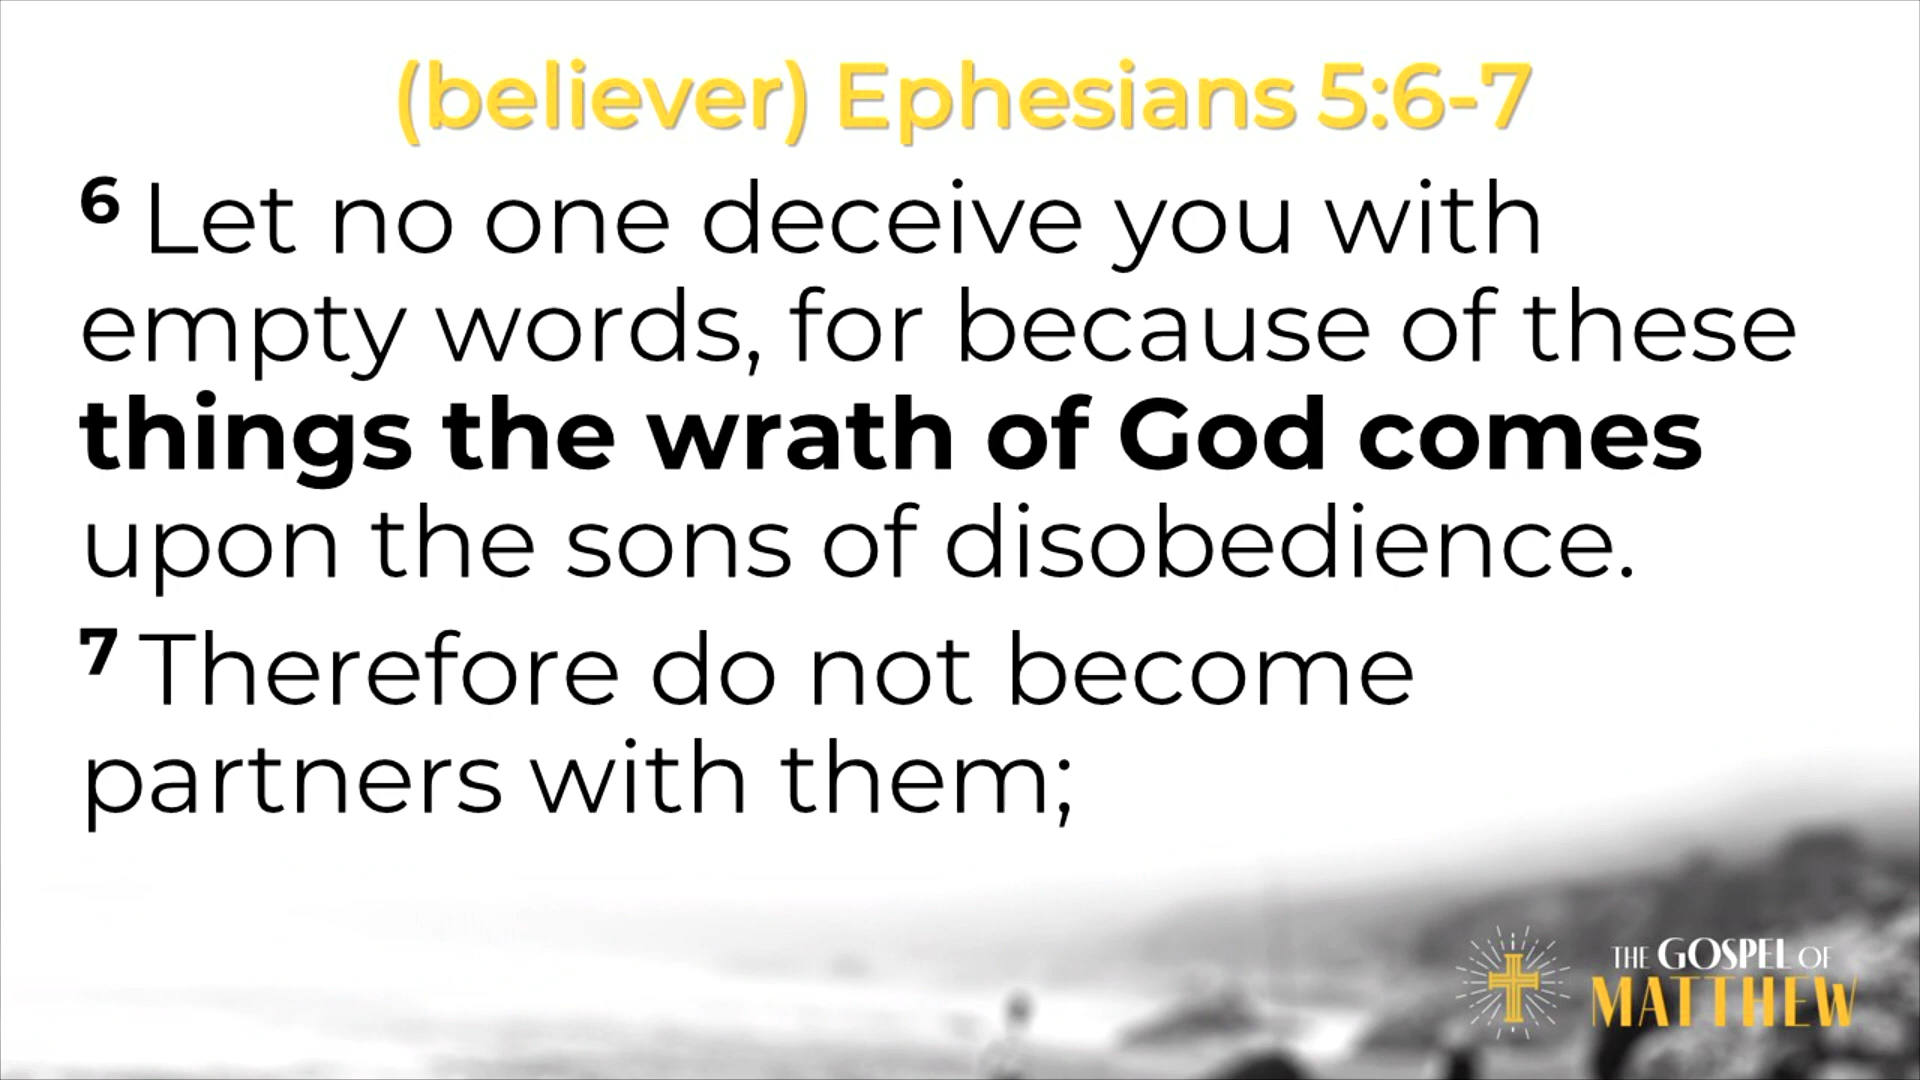 (believer) Ephesians 5:6-7
6 Let no one deceive you with
empty words, for because of these
things the wrath of God comes
upon the sons of disobedience.
7 Therefore do not become
partners with them;
THE GOSPEL OF
MATTHEW